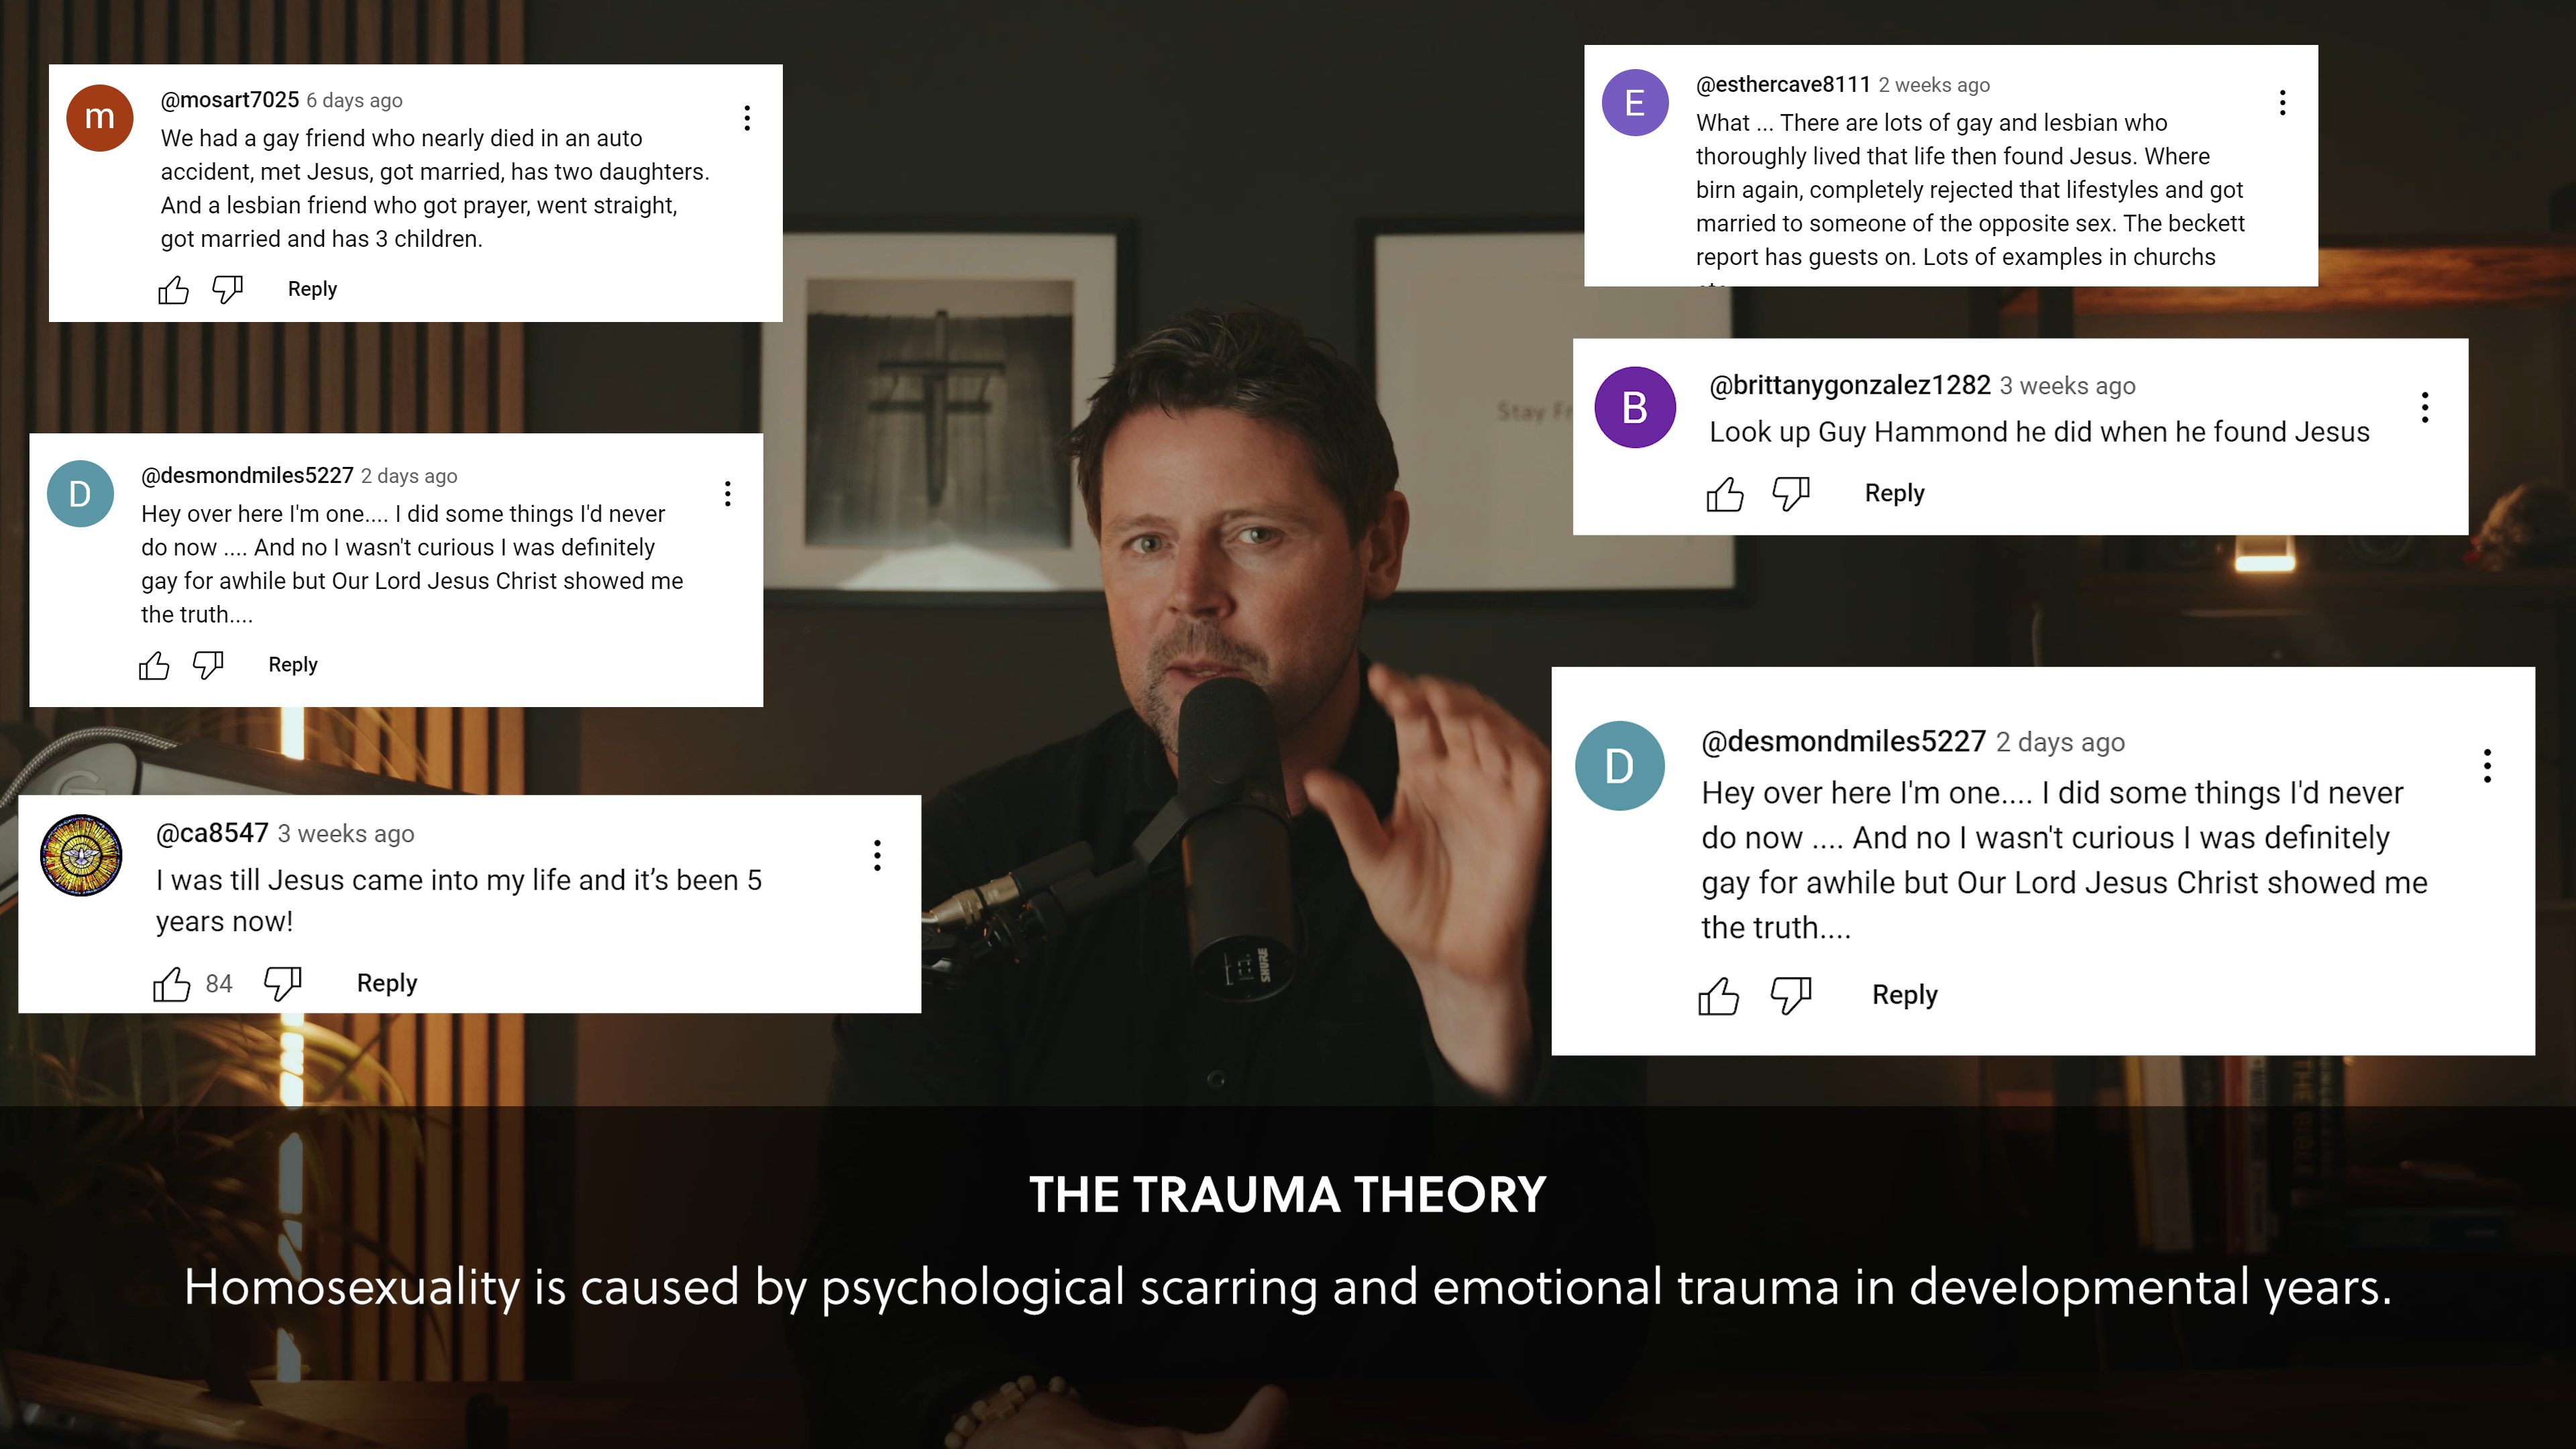 @mosart7025 6 days ago
We had a gay friend who nearly died in an auto
accident, met Jesus, got married, has two daughters.
And a lesbian friend who got prayer, went straight,
got married and has 3 children.
Reply
m
@desmondmiles5227 2 days ago
Hey over here I'm one.... I did some things I'd never
do now .... And no I wasn't curious I was definitely
gay for awhile but Our Lord Jesus Christ showed me
the truth....
Reply
D
@ca8547 3 weeks ago
I was till Jesus came into my life and it’s been 5
years now!
84 Reply
@esthercave8111 2 weeks ago
What ... There are lots of gay and lesbian who
thoroughly lived that life then found Jesus. Where
birn again, completely rejected that lifestyles and got
married to someone of the opposite sex. The beckett
report has guests on. Lots of examples in churchs
E
@brittanygonzalez1282 3 weeks ago
Look up Guy Hammond he did when he found Jesus
Reply
B
@desmondmiles5227 2 days ago
Hey over here I'm one.... I did some things I'd never
do now .... And no I wasn't curious I was definitely
gay for awhile but Our Lord Jesus Christ showed me
the truth....
Reply
D
Stay
SHURE
THE BIBLE
THE TRAUMA THEORY
Homosexuality is caused by psychological scarring and emotional trauma in developmental years.